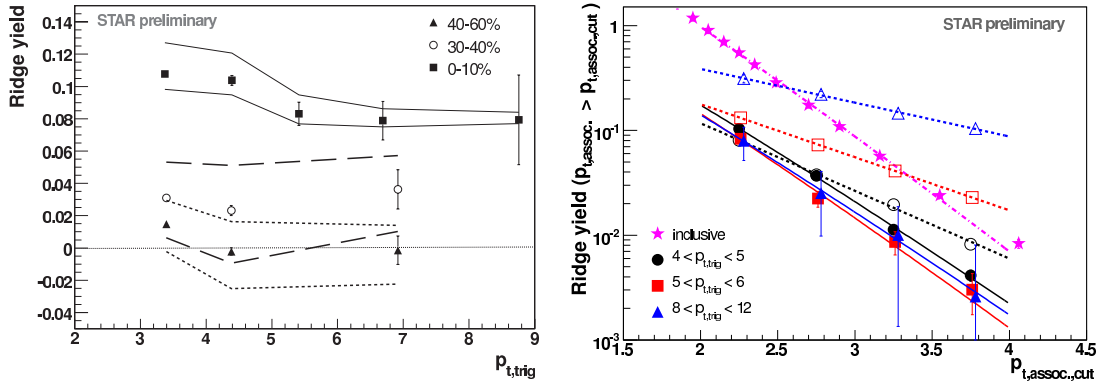 STAR preliminary
40-60%
30-40%
0-10%
Ridge yield
0.14
0.12
0.1
0.08
0.06
0.04
0.02
0
-0.02
-0.04
2 3 4 5 6 7 8 9
p_t,trig
STAR preliminary
Ridge yield (p_t,assoc. > p_t,assoc.,cut)
1
10^-1
10^-2
10^-3
inclusive
4 < p_t,trig < 5
5 < p_t,trig < 6
8 < p_t,trig < 12
1.5 2 2.5 3 3.5 4 4.5
p_t,assoc.,cut